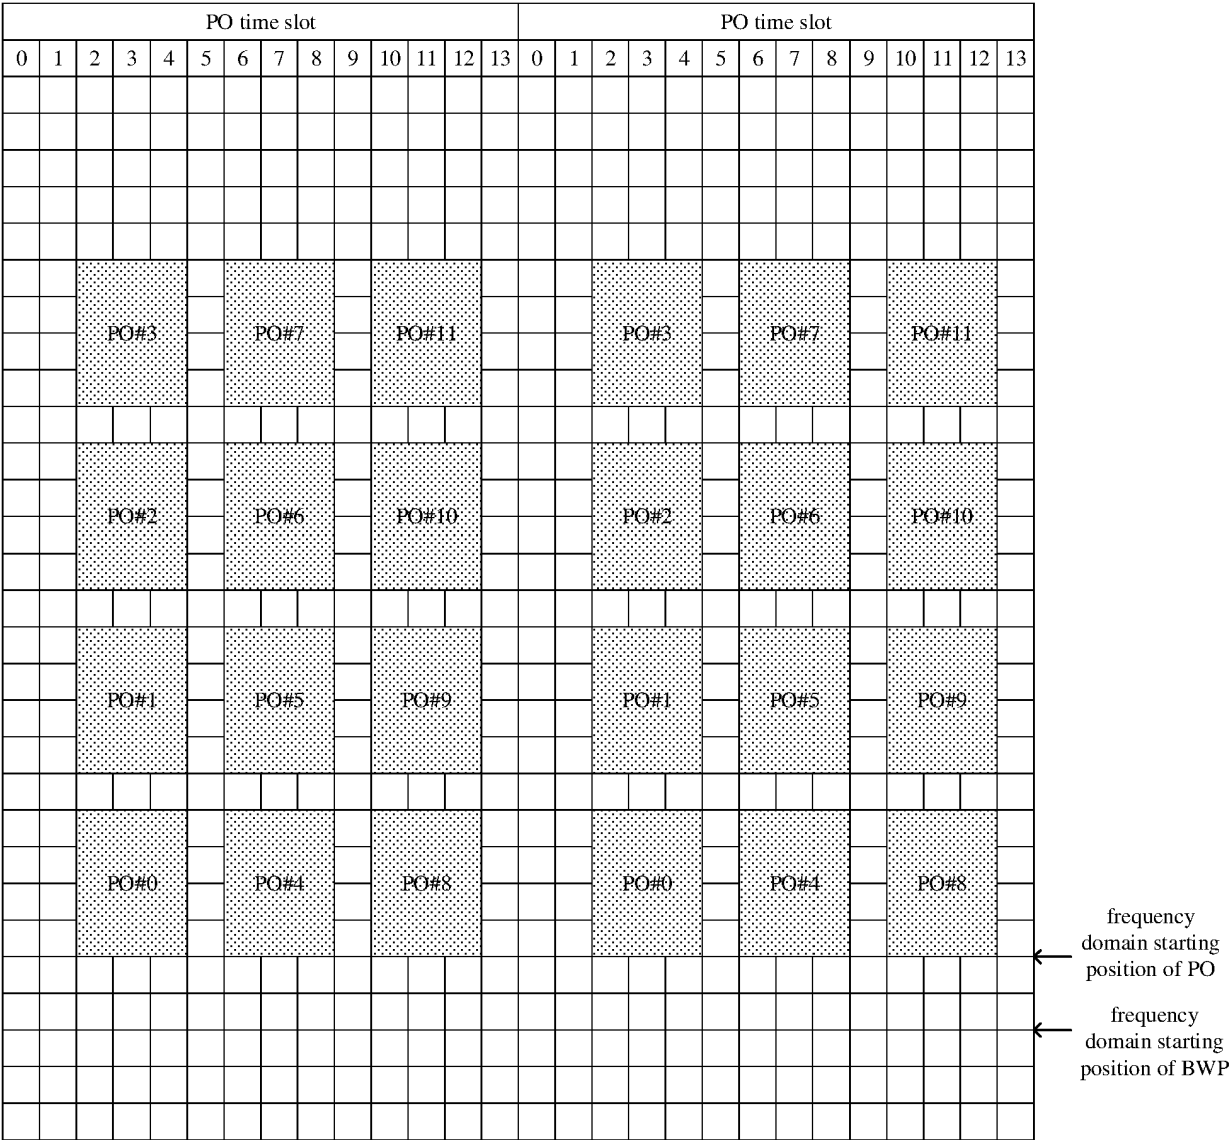 PO time slot PO time slot
0 1 2 3 4 5 6 7 8 9 10 11 12 13 0 1 2 3 4 5 6 7 8 9 10 11 12 13
PO#3 PO#7 PO#11 PO#3 PO#7 PO#11
PO#2 PO#6 PO#10 PO#2 PO#6 PO#10
PO#1 PO#5 PO#9 PO#1 PO#5 PO#9
PO#0 PO#4 PO#8 PO#0 PO#4 PO#8
frequency
domain starting
position of PO
frequency
domain starting
position of BWP